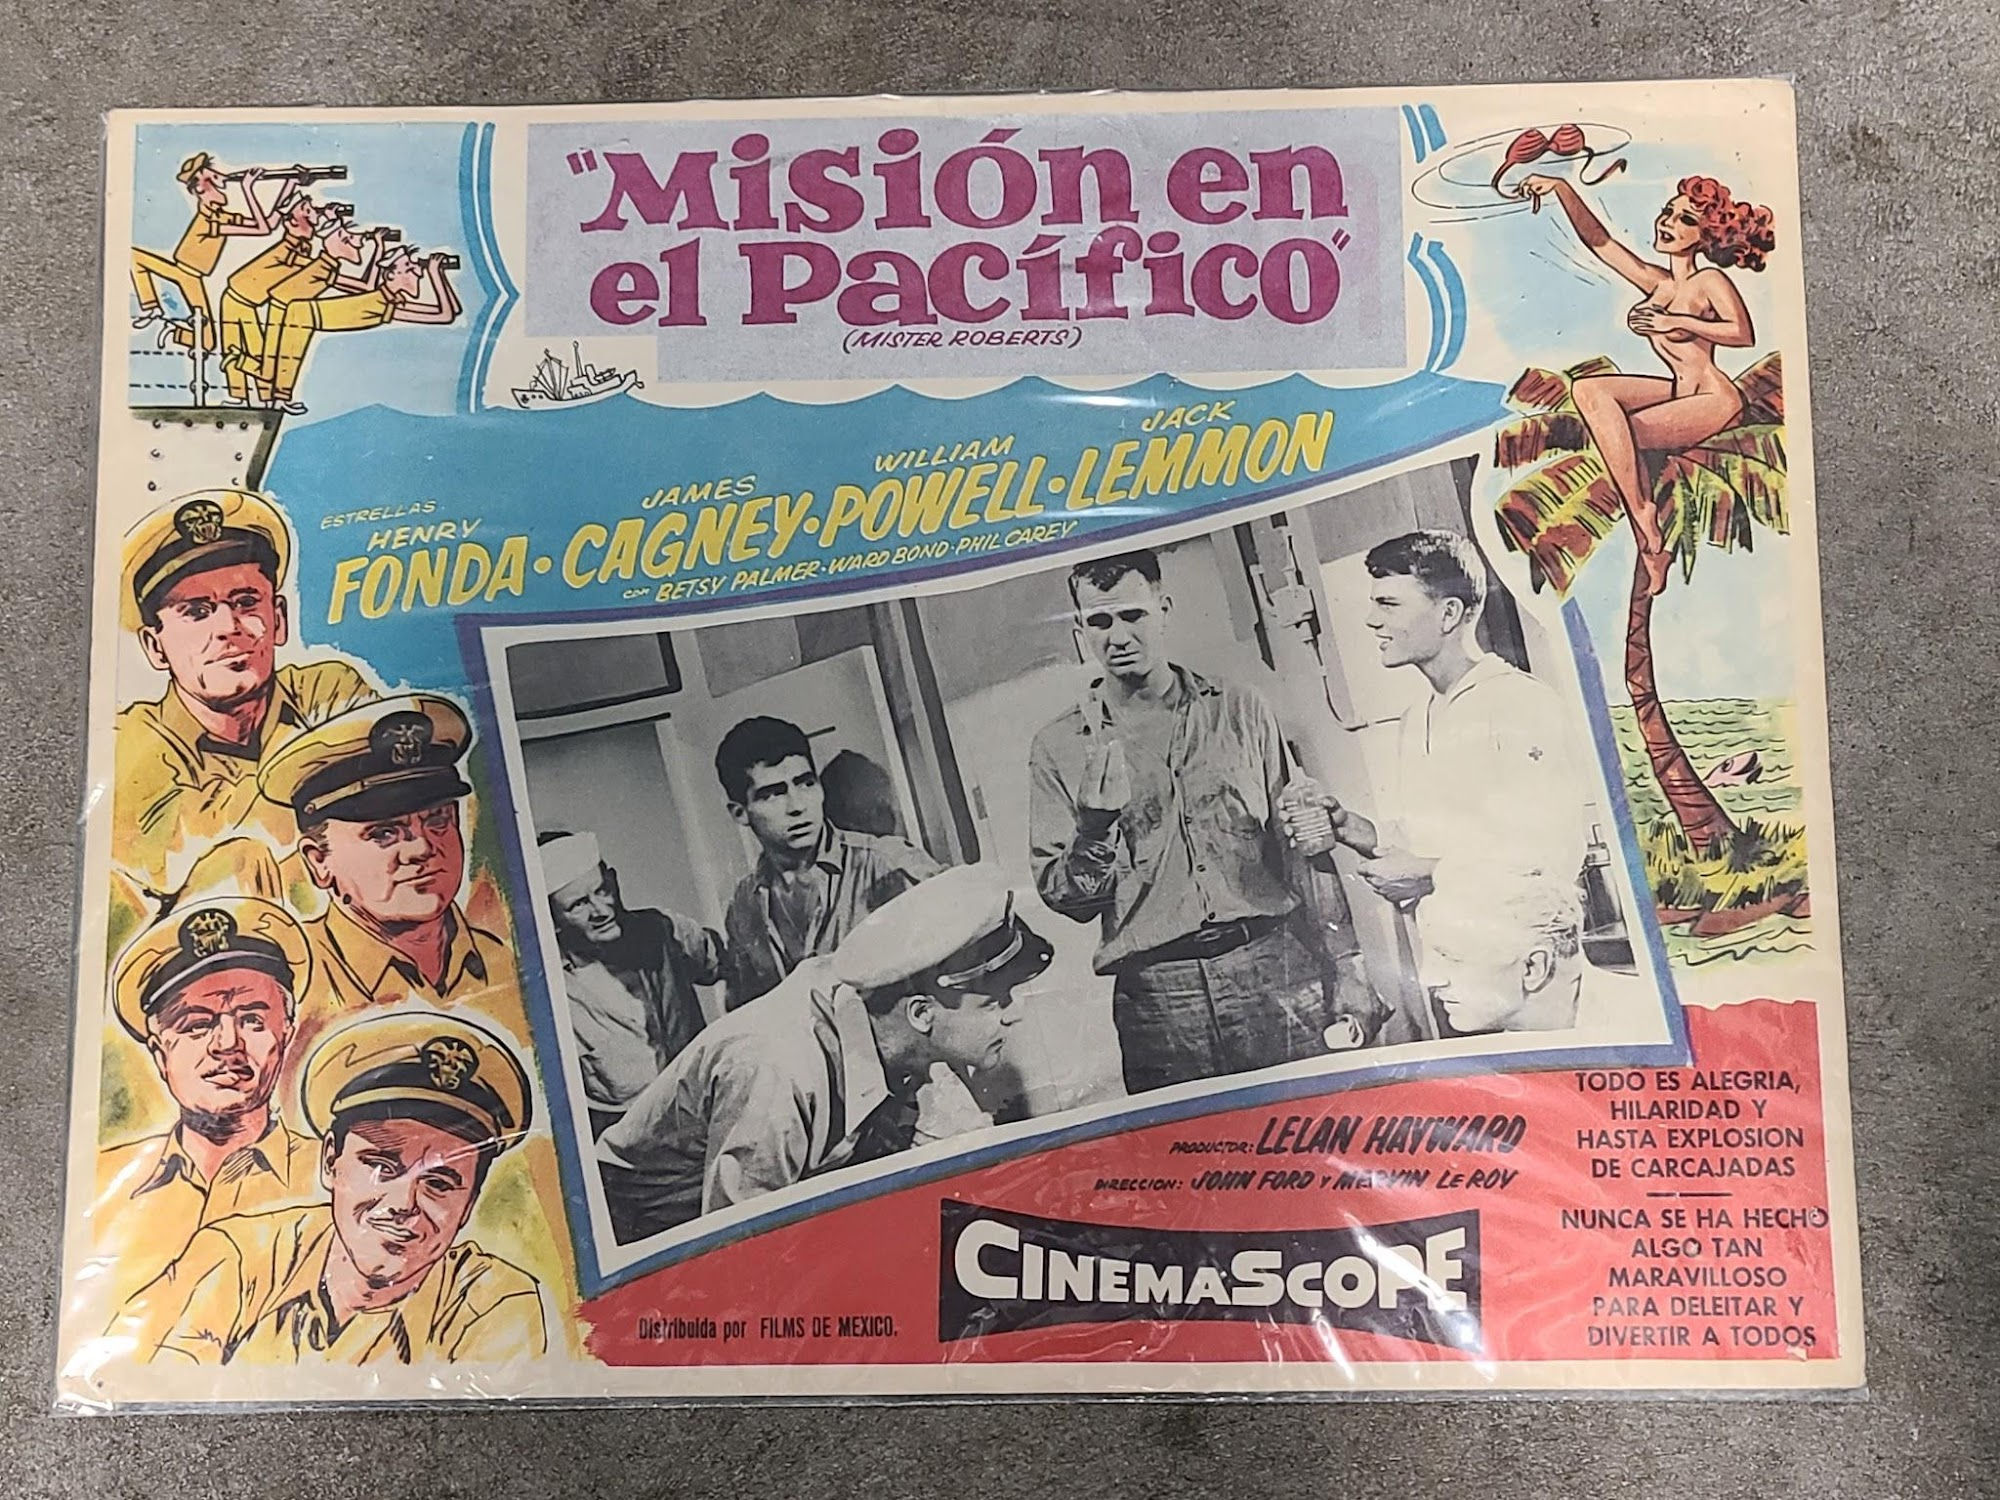 "Misión en
el Pacífico"
(MISTER ROBERTS)
ESTRELLAS
HENRY FONDA · JAMES CAGNEY · WILLIAM POWELL · JACK LEMMON
con BETSY PALMER · WARD BOND · PHIL CAREY
TODO ES ALEGRIA,
HILARIDAD Y
HASTA EXPLOSION
DE CARCAJADAS
NUNCA SE HA HECHO
ALGO TAN
MARAVILLOSO
PARA DELEITAR Y
DIVERTIR A TODOS
PRODUCTOR: LELAN HAYWARD
DIRECCION: JOHN FORD Y MERVIN LE ROY
CINEMASCOPE
Distribuida por FILMS DE MEXICO.